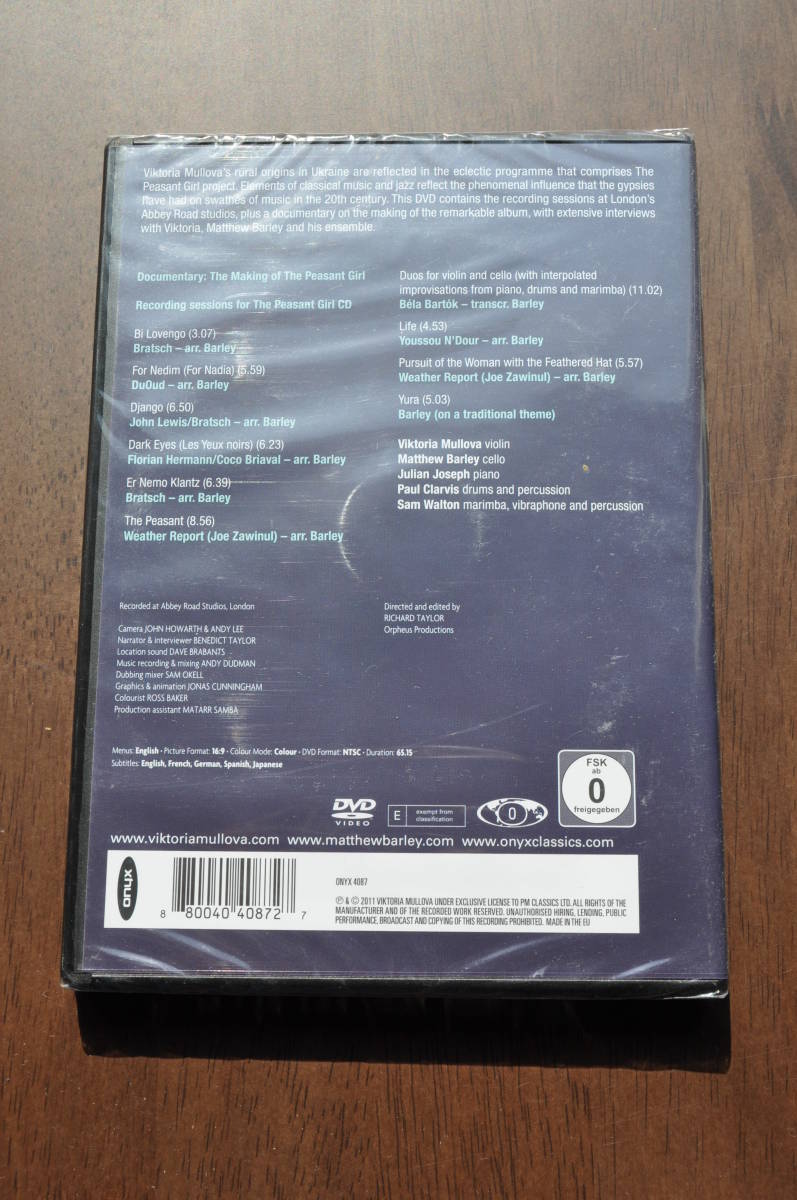 Viktoria Mullova's rural origins in Ukraine are reflected in the eclectic programme that comprises The
Peasant Girl project. Elements of classical music and jazz reflect the phenomenal influence that the gypsies
have had on swathes of music in the 20th century. This DVD contains the recording sessions at London's
Abbey Road studios, plus a documentary on the making of the remarkable album, with extensive interviews
with Viktoria, Matthew Barley and his ensemble.
Documentary: The Making of The Peasant Girl
Recording sessions for The Peasant Girl CD
Bi Lovengo (3.07)
Bratsch – arr. Barley
For Nedim (For Nadia) (5.59)
DuOud – arr. Barley
Django (6.50)
John Lewis/Bratsch – arr. Barley
Dark Eyes (Les Yeux noirs) (6.23)
Florian Hermann/Coco Briaval – arr. Barley
Er Nemo Klantz (6.39)
Bratsch – arr. Barley
The Peasant (8.56)
Weather Report (Joe Zawinul) – arr. Barley
Duos for violin and cello (with interpolated
improvisations from piano, drums and marimba) (11.02)
Béla Bartók – transcr. Barley
Life (4.53)
Youssou N'Dour – arr. Barley
Pursuit of the Woman with the Feathered Hat (5.57)
Weather Report (Joe Zawinul) – arr. Barley
Yura (5.03)
Barley (on a traditional theme)
Viktoria Mullova violin
Matthew Barley cello
Julian Joseph piano
Paul Clarvis drums and percussion
Sam Walton marimba, vibraphone and percussion
Recorded at Abbey Road Studios, London
Camera JOHN HOWARTH & ANDY LEE
Narrator & interviewer BENEDICT TAYLOR
Location sound DAVE BRABANTS
Music recording & mixing ANDY DUDMAN
Dubbing mixer SAM OKELL
Graphics & animation JONAS CUNNINGHAM
Colourist ROSS BAKER
Production assistant MATARR SAMBA
Directed and edited by
RICHARD TAYLOR
Orpheus Productions
Menus: English • Picture Format: 16:9 • Colour Mode: Colour • DVD Format: NTSC • Duration: 65.15
Subtitles: English, French, German, Spanish, Japanese
DVD
VIDEO
E exempt from
classification
0
FSK
ab
0
freigegeben
www.viktoriamullova.com www.matthewbarley.com www.onyxclassics.com
onyx
8 80040 40872 7
ONYX 4087
℗ & © 2011 VIKTORIA MULLOVA UNDER EXCLUSIVE LICENSE TO PM CLASSICS LTD. ALL RIGHTS OF THE
MANUFACTURER AND OF THE RECORDED WORK RESERVED. UNAUTHORISED HIRING, LENDING, PUBLIC
PERFORMANCE, BROADCAST AND COPYING OF THIS RECORDING PROHIBITED. MADE IN THE EU